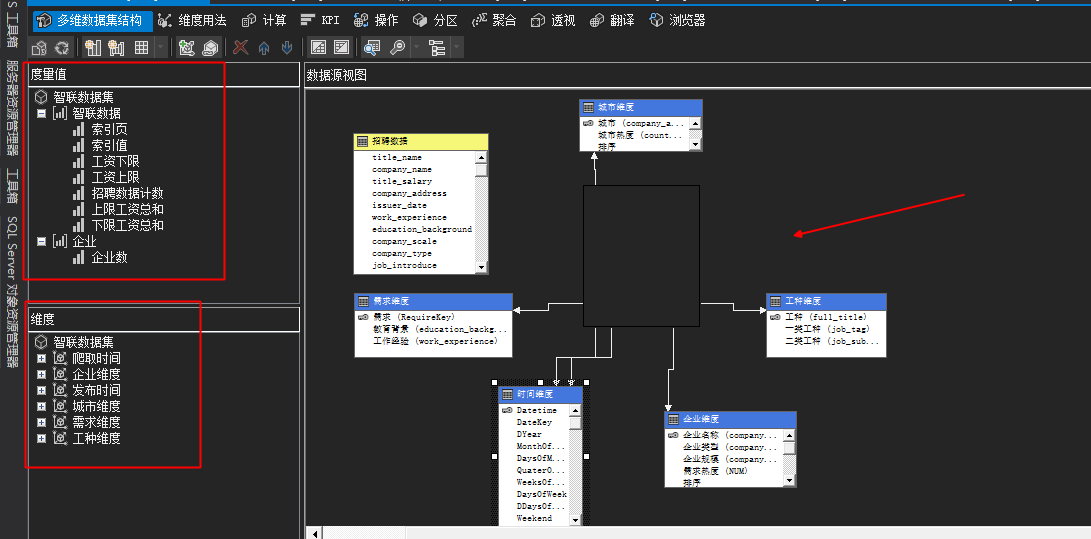 S 工具箱
服务器资源管理器
工具箱
SQL Server 对象资源管理器
多维数据集结构
维度用法
计算
KPI
操作
分区
聚合
透视
翻译
浏览器
度量值
智联数据集
智联数据
索引页
索引值
工资下限
工资上限
招聘数据计数
上限工资总和
下限工资总和
企业
企业数
维度
智联数据集
爬取时间
企业维度
发布时间
城市维度
需求维度
工种维度
数据源视图
城市维度
城市 (company_a...
城市热度 (count...
排序
招聘数据
title_name
company_name
title_salary
company_address
issuer_date
work_experience
education_background
company_scale
company_type
job_introduce
需求维度
需求 (RequireKey)
教育背景 (education_backg...
工作经验 (work_experience)
工种维度
工种 (full_title)
一类工种 (job_tag)
二类工种 (job_sub...
时间维度
Datetime
DateKey
DYear
MonthOf...
DaysOfM...
QuaterO...
WeeksOf...
DaysOfWeek
DDaysOf...
Weekend
企业维度
企业名称 (company...
企业类型 (company...
企业规模 (company...
需求热度 (NUM)
排序